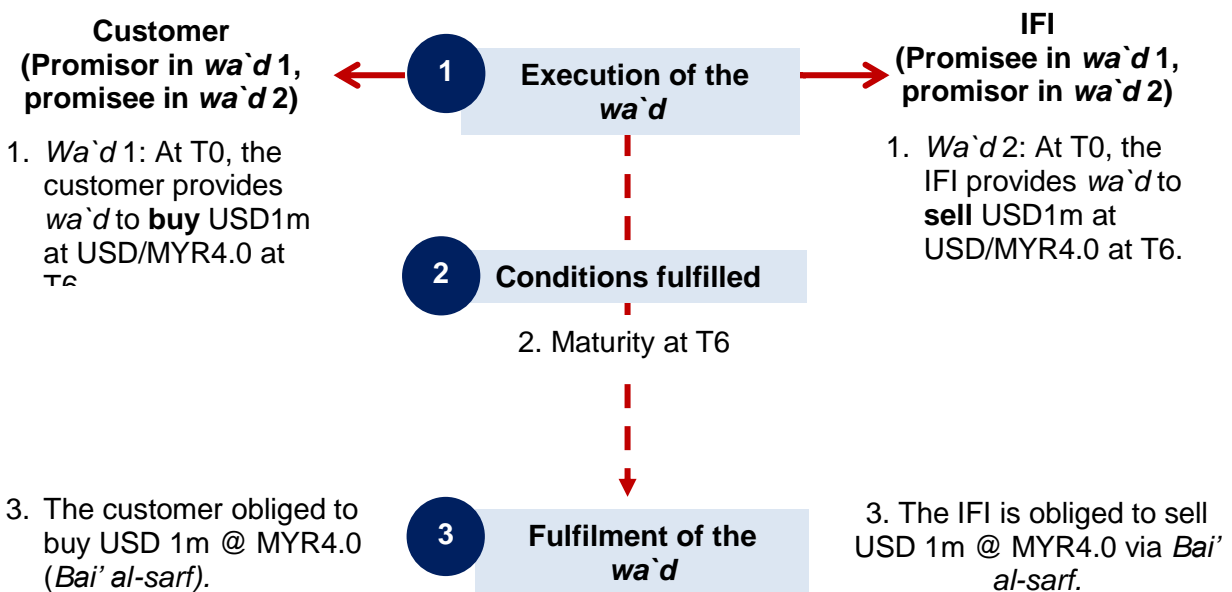 Customer
(Promisor in wa`d 1,
promisee in wa`d 2)
1. Wa`d 1: At T0, the
customer provides
wa`d to buy USD1m
at USD/MYR4.0 at
T6
1
Execution of the
wa`d
IFI
(Promisee in wa`d 1,
promisor in wa`d 2)
1. Wa`d 2: At T0, the
IFI provides wa`d to
sell USD1m at
USD/MYR4.0 at T6.
2
Conditions fulfilled
2. Maturity at T6
3. The customer obliged to
buy USD 1m @ MYR4.0
(Bai’ al-sarf).
3
Fulfilment of the
wa`d
3. The IFI is obliged to sell
USD 1m @ MYR4.0 via Bai’
al-sarf.